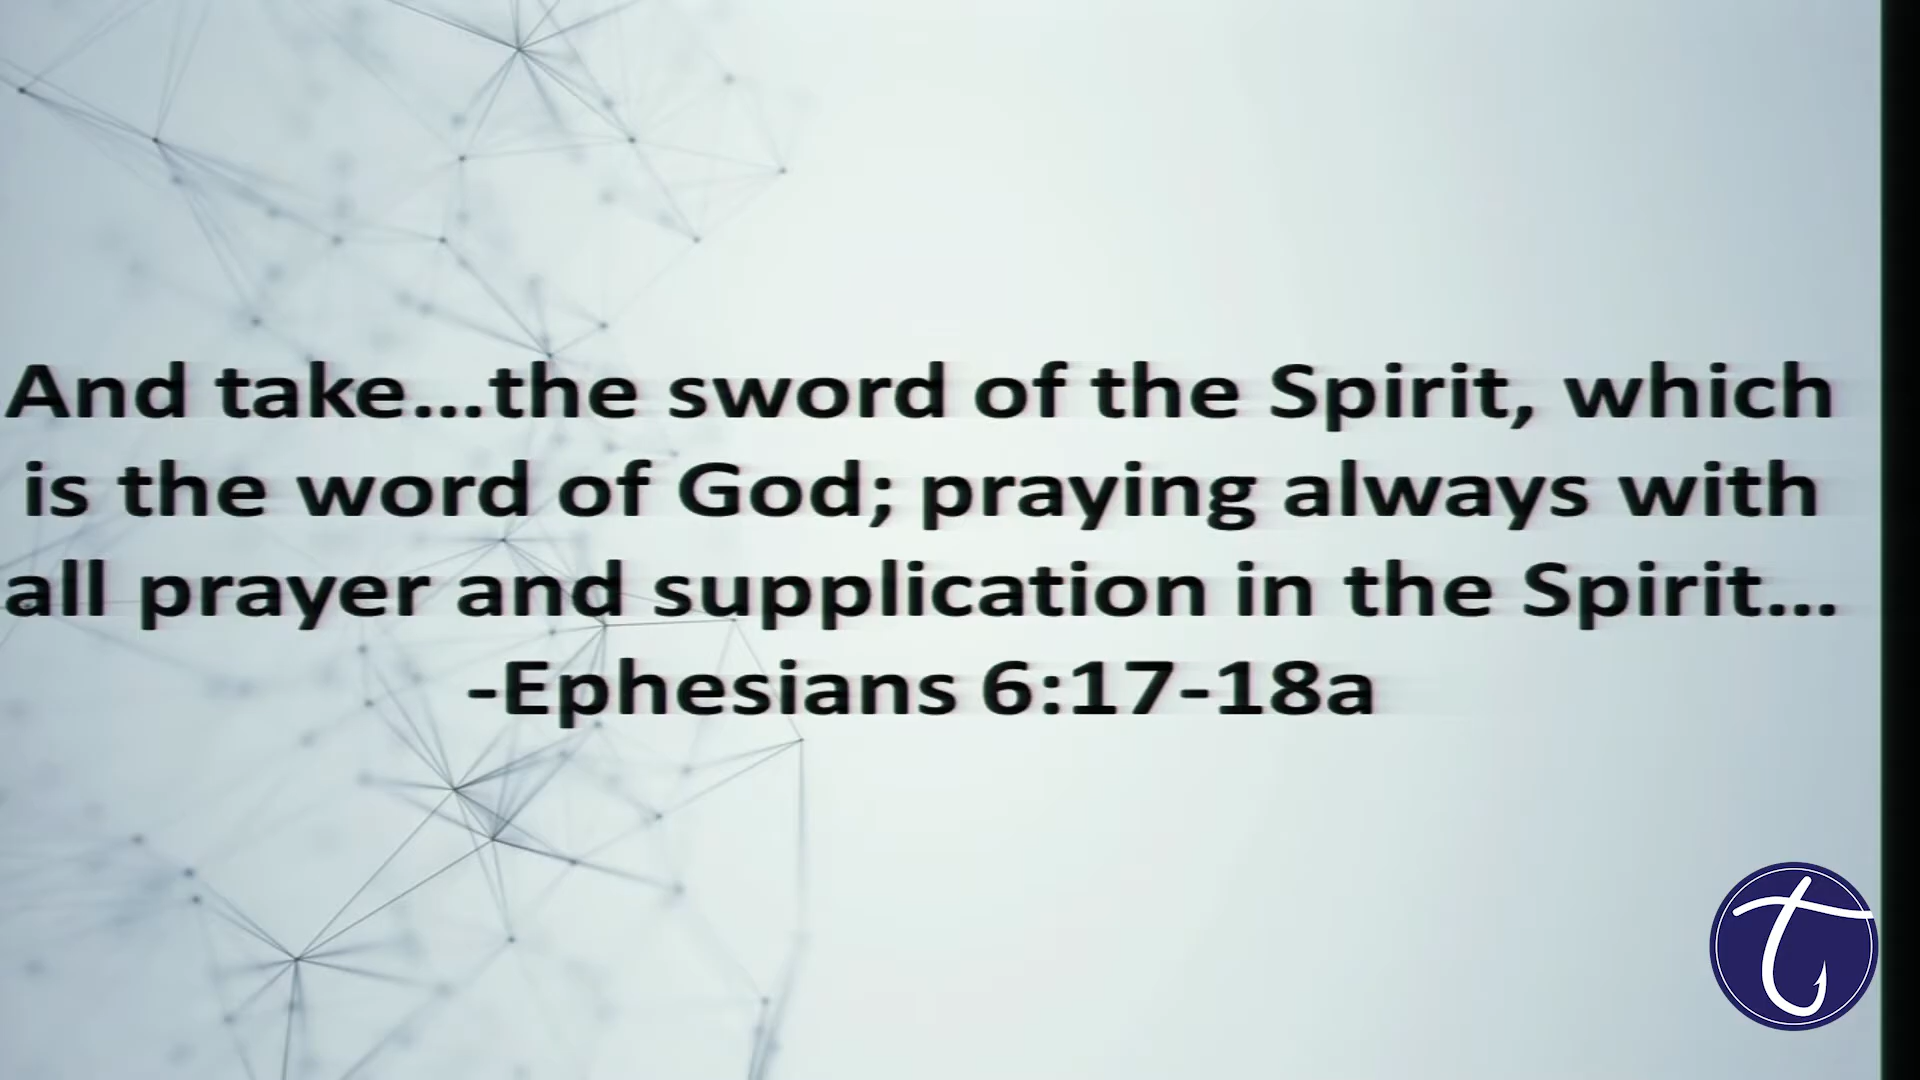 And take...the sword of the Spirit, which
is the word of God; praying always with
all prayer and supplication in the Spirit...
-Ephesians 6:17-18a